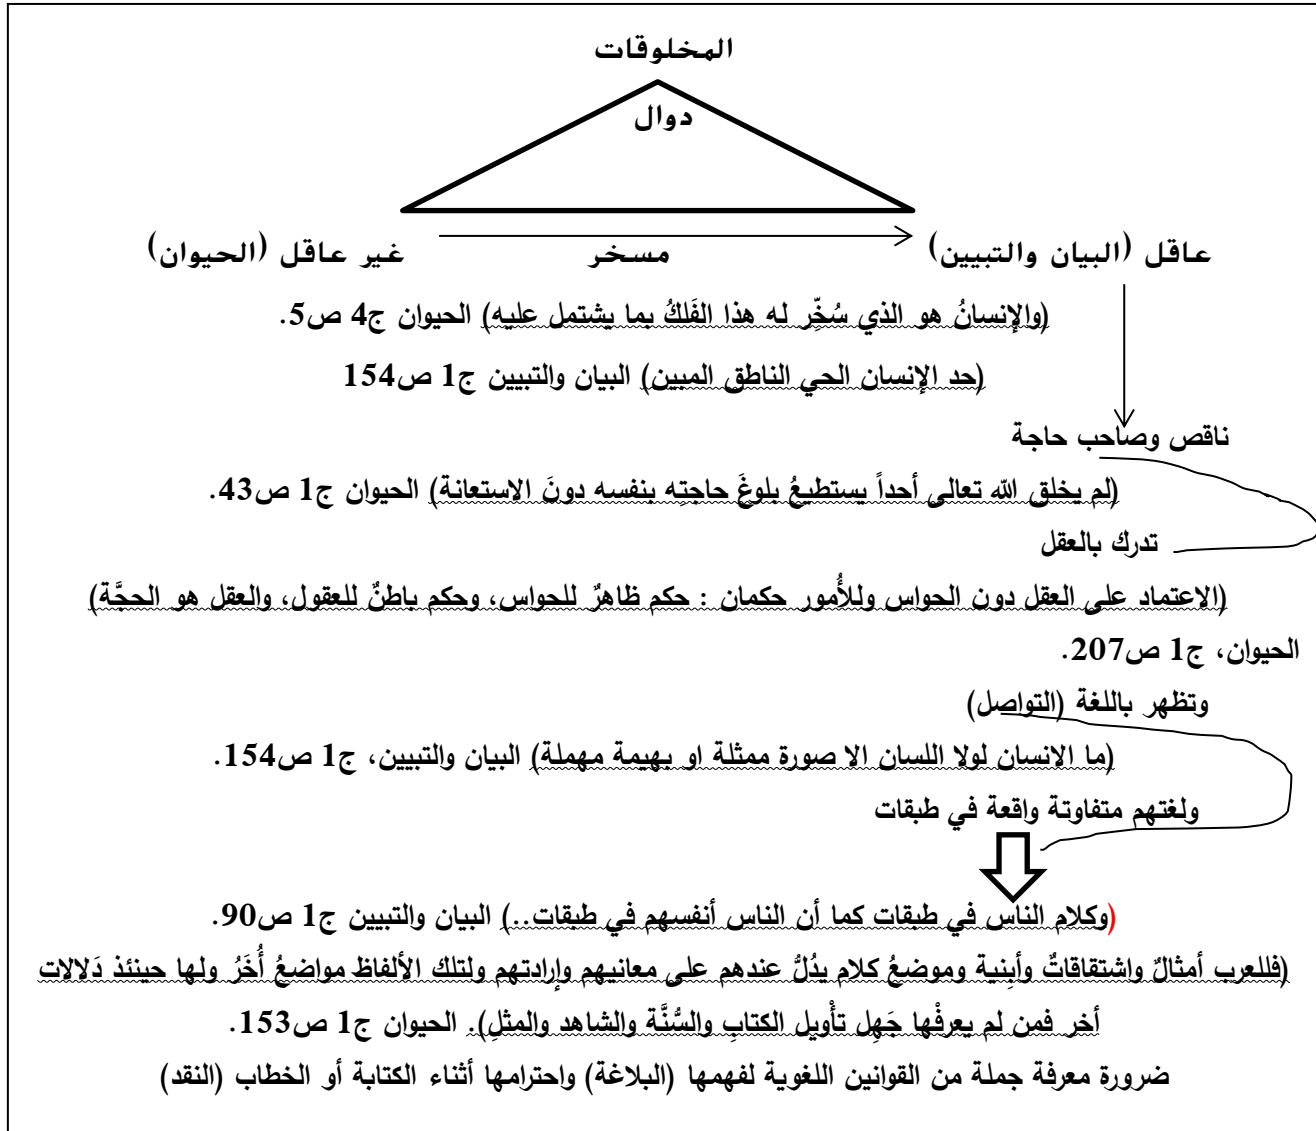 المخلوقات
دوال
عاقل (البيان والتبيين) مسخر غير عاقل (الحيوان)
(والإنسانُ هو الذي سُخِّر له هذا الفَلكُ بما يشتمل عليه) الحيوان ج4 ص5.
(حد الإنسان الحي الناطق المبين) البيان والتبيين ج1 ص154
ناقص وصاحب حاجة
(لم يخلق الله تعالى أحداً يستطيعُ بلوغَ حاجتِه بنفسه دونَ الاستعانة) الحيوان ج1 ص43.
تدرك بالعقل
(الاعتماد على العقل دون الحواس وللأُمور حكمان : حكم ظاهرٌ للحواس، وحكم باطنٌ للعقول، والعقل هو الحجَّة)
الحيوان، ج1 ص207.
وتظهر باللغة (التواصل)
(ما الانسان لولا اللسان الا صورة ممثلة او بهيمة مهملة) البيان والتبيين، ج1 ص154.
ولغتهم متفاوتة واقعة في طبقات
(وكلام الناس في طبقات كما أن الناس أنفسهم في طبقات..) البيان والتبيين ج1 ص90.
(فللعرب أمثالٌ واشتقاقاتٌ وأبنية وموضعُ كلام يدُلُّ عندهم على معانيهم وإرادتهم ولتلك الألفاظ مواضعُ أُخَرُ ولها حينئذ دَلالات
أخر فمن لم يعرفْها جَهِل تأْويل الكتابِ والسُّنَّة والشاهد والمثلِ). الحيوان ج1 ص153.
ضرورة معرفة جملة من القوانين اللغوية لفهمها (البلاغة) واحترامها أثناء الكتابة أو الخطاب (النقد)